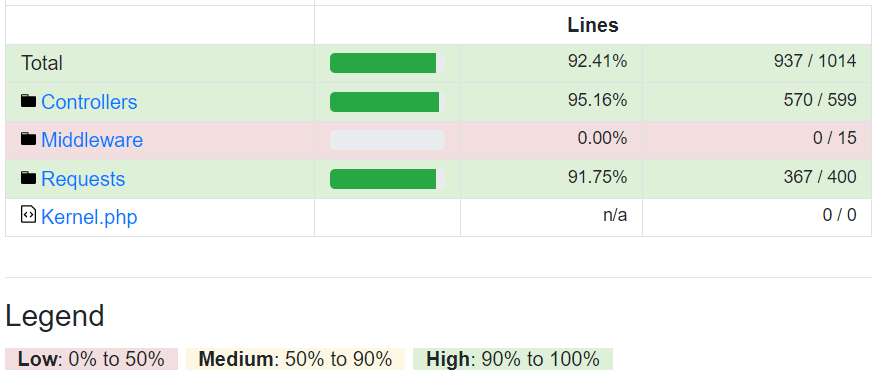 Lines
Total 92.41% 937 / 1014
Controllers 95.16% 570 / 599
Middleware 0.00% 0 / 15
Requests 91.75% 367 / 400
Kernel.php n/a 0 / 0
Legend
Low: 0% to 50% Medium: 50% to 90% High: 90% to 100%